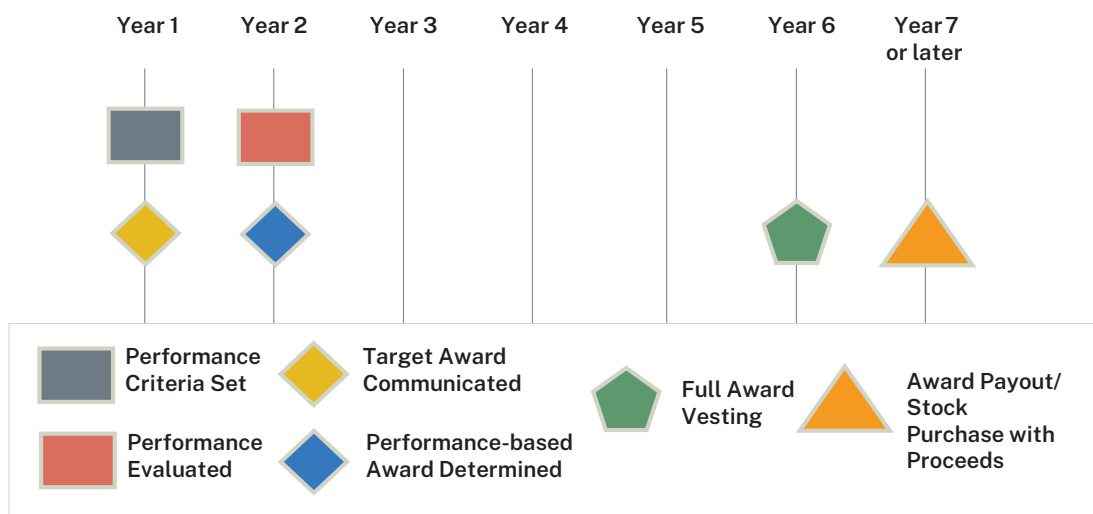 Year 1
Year 2
Year 3
Year 4
Year 5
Year 6
Year 7
or later
Performance
Criteria Set
Target Award
Communicated
Performance
Evaluated
Performance-based
Award Determined
Full Award
Vesting
Award Payout/
Stock
Purchase with
Proceeds